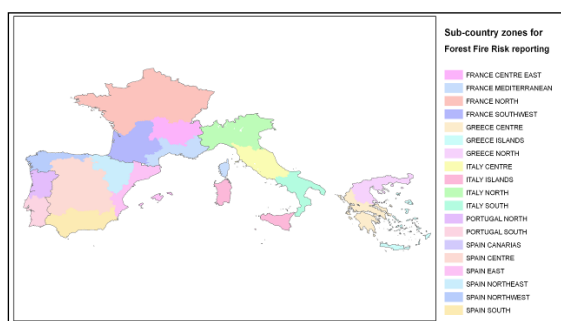 Sub-country zones for
Forest Fire Risk reporting
FRANCE CENTRE EAST
FRANCE MEDITERRANEAN
FRANCE NORTH
FRANCE SOUTHWEST
GREECE CENTRE
GREECE ISLANDS
GREECE NORTH
ITALY CENTRE
ITALY ISLANDS
ITALY NORTH
ITALY SOUTH
PORTUGAL NORTH
PORTUGAL SOUTH
SPAIN CANARIAS
SPAIN CENTRE
SPAIN EAST
SPAIN NORTHEAST
SPAIN NORTHWEST
SPAIN SOUTH